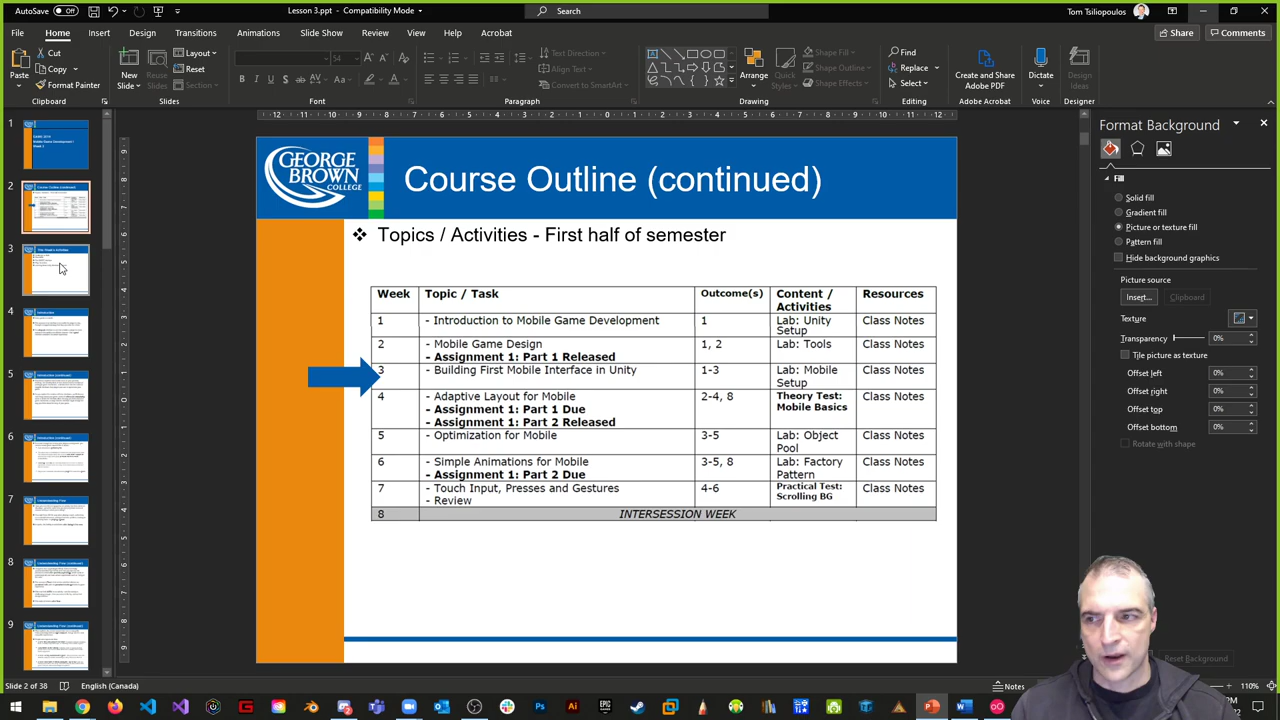 AutoSave Off
Lesson 3.ppt - Compatibility Mode
Search
Tom Tsiliopoulos
File Home Insert Design Transitions Animations Slide Show Review View Help Acrobat
Share Comments
Paste
Cut
Copy
Format Painter
Clipboard
New Slide
Reuse Slides
Layout
Reset
Section
Slides
Font
Text Direction
Align Text
Convert to SmartArt
Paragraph
Arrange
Quick Styles
Shape Fill
Shape Outline
Shape Effects
Drawing
Find
Replace
Select
Editing
Create and Share Adobe PDF
Adobe Acrobat
Dictate
Voice
Design Ideas
Designer
GEORGE BROWN COLLEGE
Course Outline (continued)
❖ Topics / Activities - First half of semester
Week Topic / Task Outcome(s) Content / Activities Resources
1 - Introduction to Mobile Game Development 1 Lab: Unity Setup Class Notes
2 - Mobile Game Design 1, 2 Lab: Tools Class Notes
- Assignment 1: Part 1 Released
- Building First Mobile Interface in Unity 1-3 Lab: Mobile Setup Class Notes
4 - Adaptive Layout for Mobile 2-4, 8 Theory Test: Mobile Basics Class Notes
- Assignment 1: Part 1 Due
- Assignment 1: Part 2 Released
5 - Optimization for Mobile 3-5 Lab: Object Pool Class Notes
6 - Simple Animations for Mobile 3-5, 8 Lab: Factory Pattern Class Notes
- Assignment 1: Part 2 Due
7 - Touch Input, Presses and Gestures 4-6 Practical Test: Scrolling BG Class Notes
- Review
8 INTERSESSION WEEK
Format Background
Fill
Solid fill
Gradient fill
Picture or texture fill
Pattern fill
Hide background graphics
Picture source
Insert... Clipboard
Texture
Transparency 0%
Tile picture as texture
Offset left 0%
Offset right 0%
Offset top 0%
Offset bottom 0%
Rotate with shape
Reset Background
1
2
3
4
5
6
7
8
9
Slide 2 of 38 English (Canada) Notes 110%